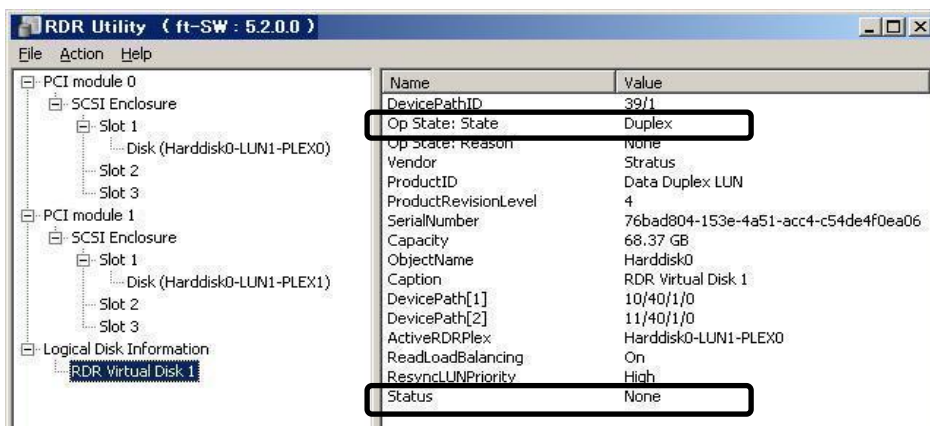 RDR Utility ( ft-SW : 5.2.0.0 )
File Action Help
PCI module 0
SCSI Enclosure
Slot 1
Disk (Harddisk0-LUN1-PLEX0)
Slot 2
Slot 3
PCI module 1
SCSI Enclosure
Slot 1
Disk (Harddisk0-LUN1-PLEX1)
Slot 2
Slot 3
Logical Disk Information
RDR Virtual Disk 1
Name Value
DevicePathID 39/1
Op State: State Duplex
Op State: Reason None
Vendor Stratus
ProductID Data Duplex LUN
ProductRevisionLevel 4
SerialNumber 76bad804-153e-4a51-acc4-c54de4f0ea06
Capacity 68.37 GB
ObjectName Harddisk0
Caption RDR Virtual Disk 1
DevicePath[1] 10/40/1/0
DevicePath[2] 11/40/1/0
ActiveRDRPlex Harddisk0-LUN1-PLEX0
ReadLoadBalancing On
ResyncLUNPriority High
Status None